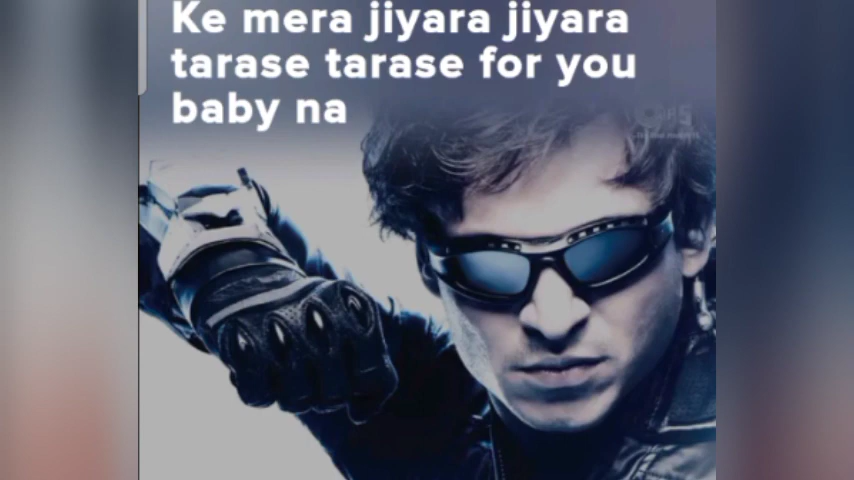 Ke mera jiyara jiyara
tarase tarase for you
baby na